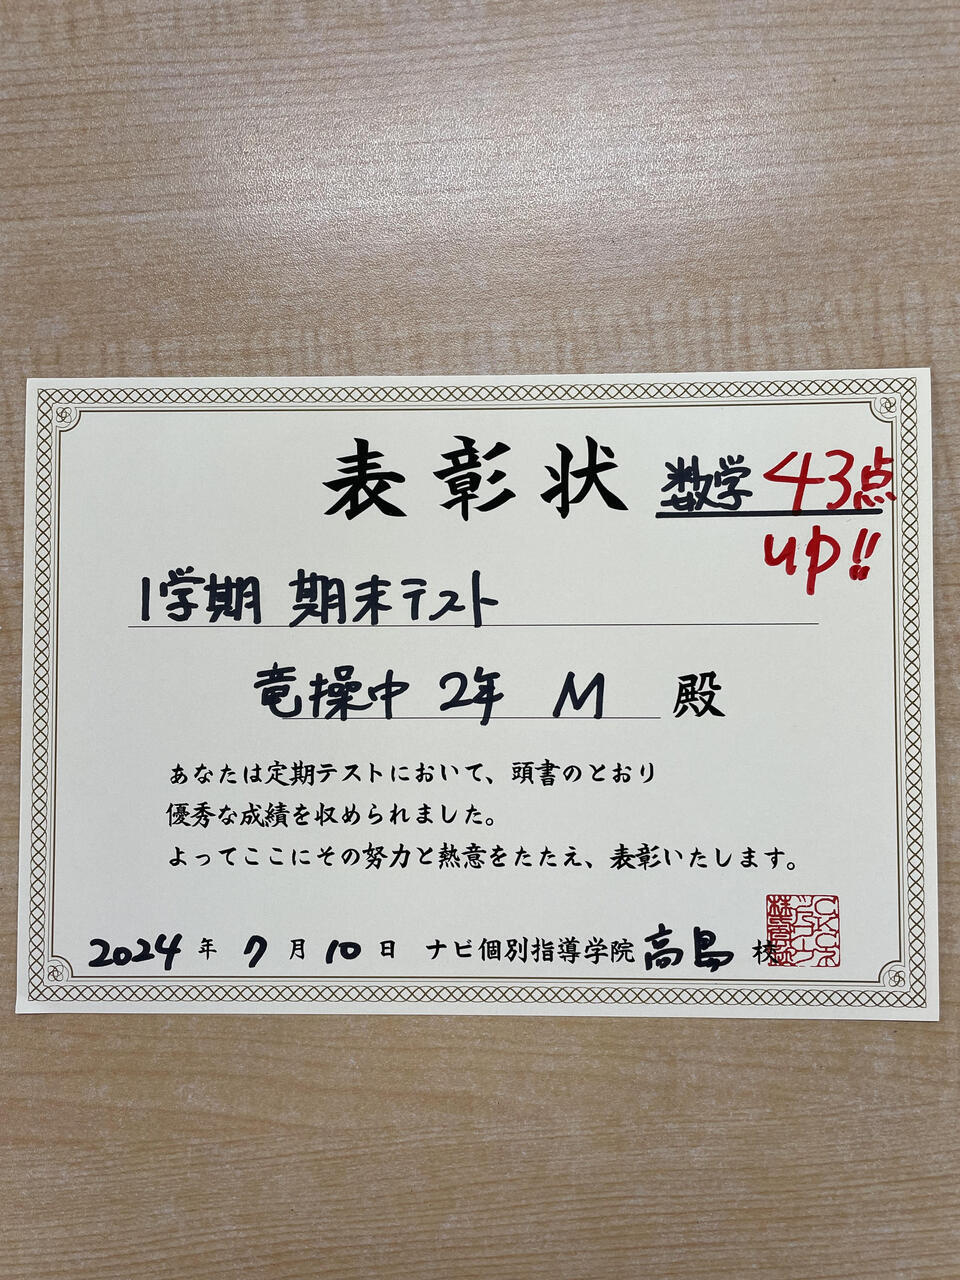 表彰状 数学 43点
up!!
1学期 期末テスト
竜操中 2年 M 殿
あなたは定期テストにおいて、頭書のとおり
優秀な成績を収められました。
よってここにその努力と熱意をたたえ、表彰いたします。
2024 年 7 月 10 日 ナビ個別指導学院 高島 校